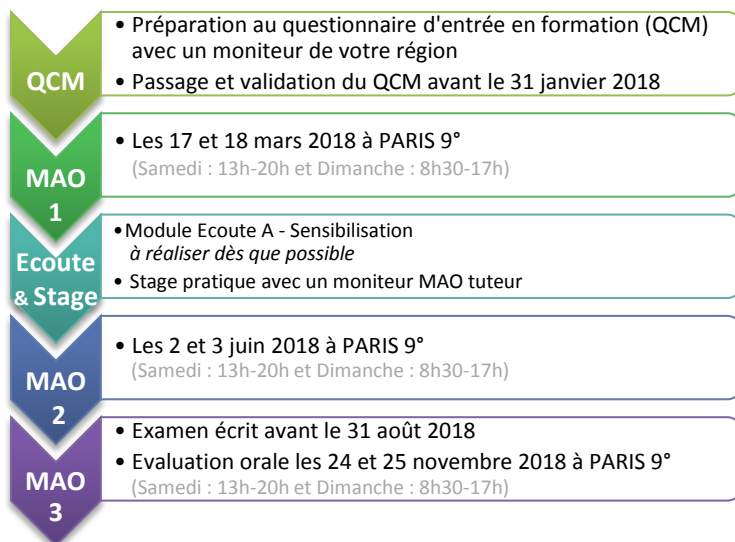 QCM
• Préparation au questionnaire d'entrée en formation (QCM)
avec un moniteur de votre région
• Passage et validation du QCM avant le 31 janvier 2018
MAO
1
• Les 17 et 18 mars 2018 à PARIS 9°
(Samedi : 13h-20h et Dimanche : 8h30-17h)
Ecoute
& Stage
•Module Ecoute A - Sensibilisation
à réaliser dès que possible
• Stage pratique avec un moniteur MAO tuteur
MAO
2
• Les 2 et 3 juin 2018 à PARIS 9°
(Samedi : 13h-20h et Dimanche : 8h30-17h)
MAO
3
• Examen écrit avant le 31 août 2018
• Evaluation orale les 24 et 25 novembre 2018 à PARIS 9°
(Samedi : 13h-20h et Dimanche : 8h30-17h)